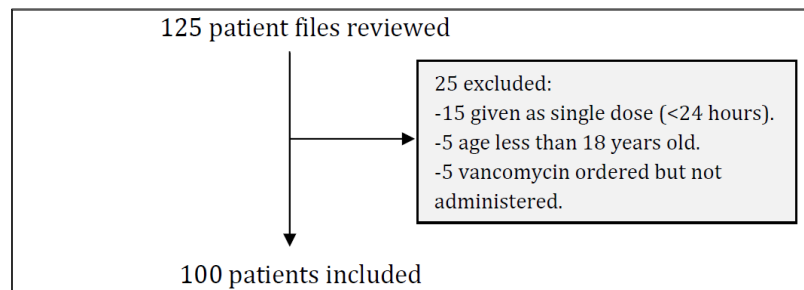 125 patient files reviewed
25 excluded:
-15 given as single dose (<24 hours).
-5 age less than 18 years old.
-5 vancomycin ordered but not
administered.
100 patients included